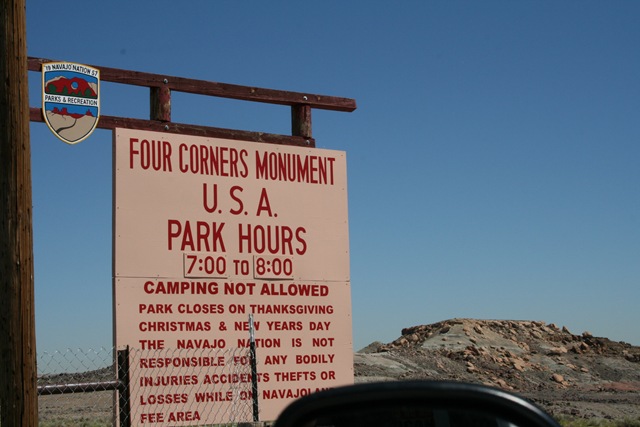 19 NAVAJO NATION 57
PARKS & RECREATION
FOUR CORNERS MONUMENT
U.S.A.
PARK HOURS
7:00 TO 8:00
CAMPING NOT ALLOWED
PARK CLOSES ON THANKSGIVING
CHRISTMAS & NEW YEARS DAY
THE NAVAJO NATION IS NOT
RESPONSIBLE FOR ANY BODILY
INJURIES ACCIDENTS THEFTS OR
LOSSES WHILE ON NAVAJOLAND
FEE AREA